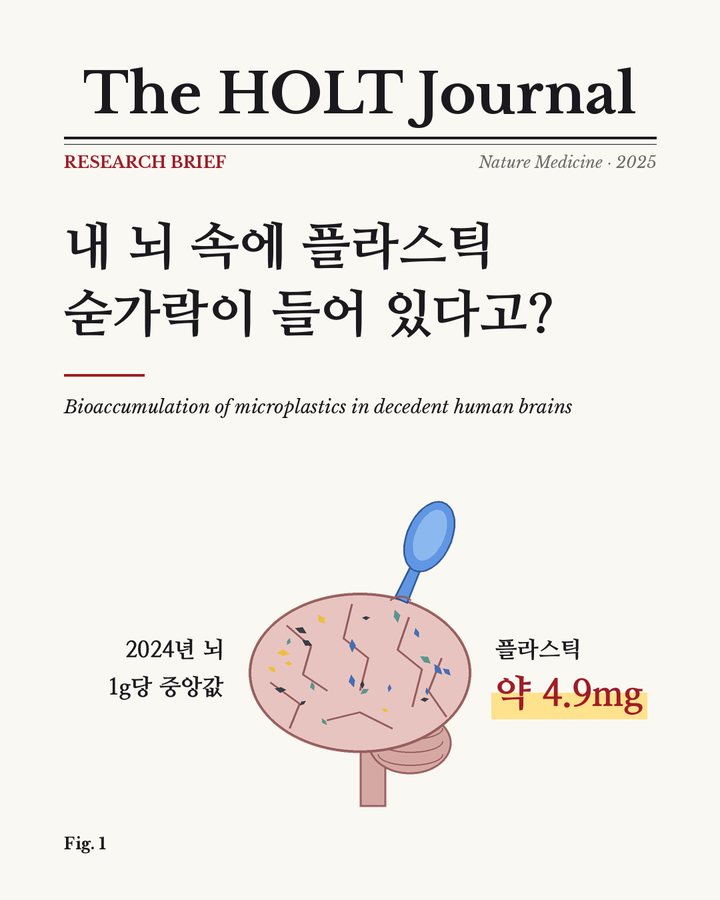 The HOLT Journal
RESEARCH BRIEF
Nature Medicine · 2025
내 뇌 속에 플라스틱
숟가락이 들어 있다고?
Bioaccumulation of microplastics in decedent human brains
2024년 뇌
1g당 중앙값
플라스틱
약 4.9mg
Fig. 1